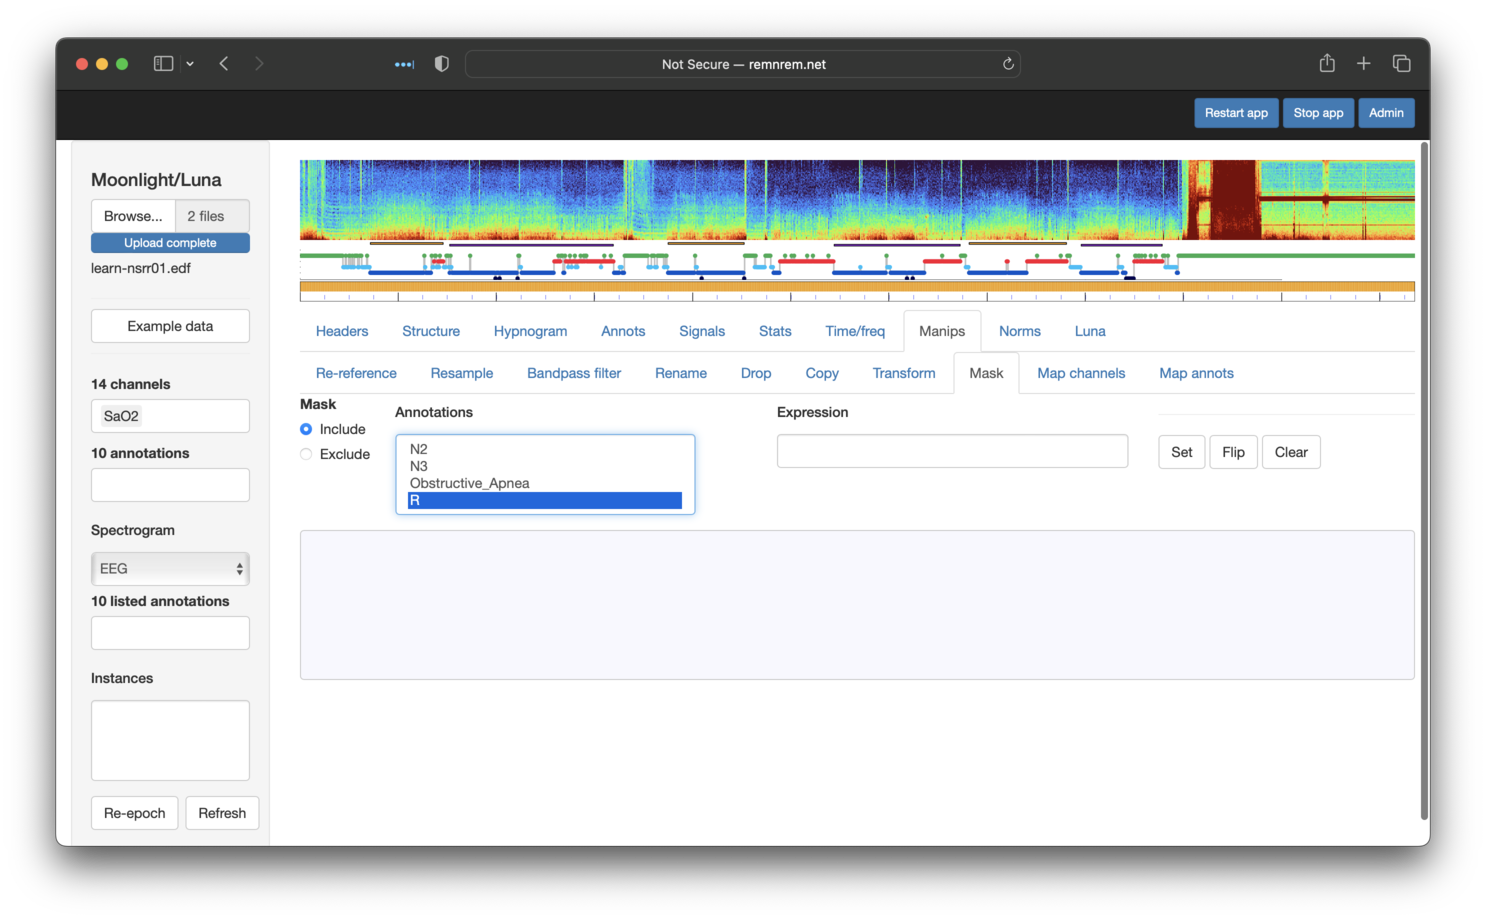 Not Secure — remnrem.net
Restart app
Stop app
Admin
Moonlight/Luna
Browse...
2 files
Upload complete
learn-nsrr01.edf
Example data
14 channels
SaO2
10 annotations
Spectrogram
EEG
10 listed annotations
Instances
Re-epoch
Refresh
Headers
Structure
Hypnogram
Annots
Signals
Stats
Time/freq
Manips
Norms
Luna
Re-reference
Resample
Bandpass filter
Rename
Drop
Copy
Transform
Mask
Map channels
Map annots
Mask
Include
Exclude
Annotations
N2
N3
Obstructive_Apnea
R
Expression
Set
Flip
Clear